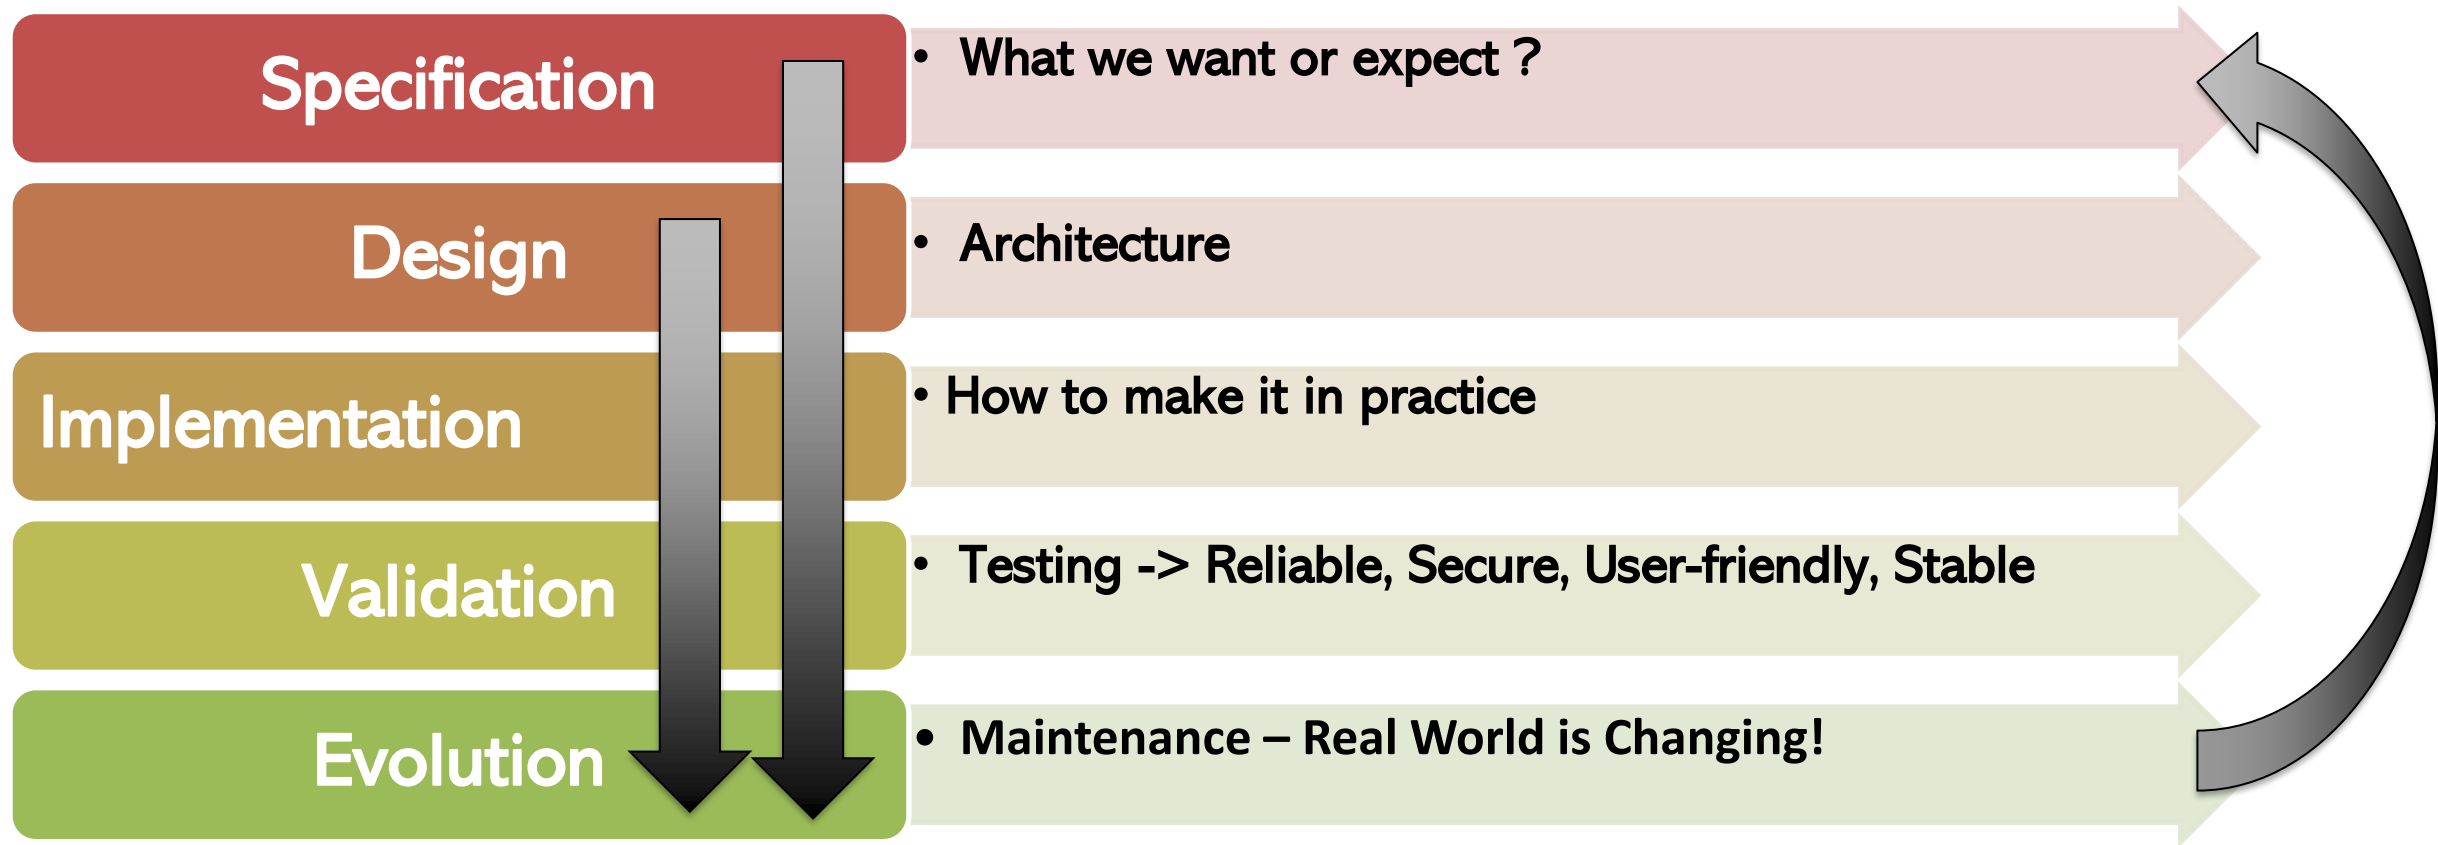 Specification
• What we want or expect ?
Design
• Architecture
Implementation
• How to make it in practice
Validation
• Testing -> Reliable, Secure, User-friendly, Stable
Evolution
• Maintenance – Real World is Changing!